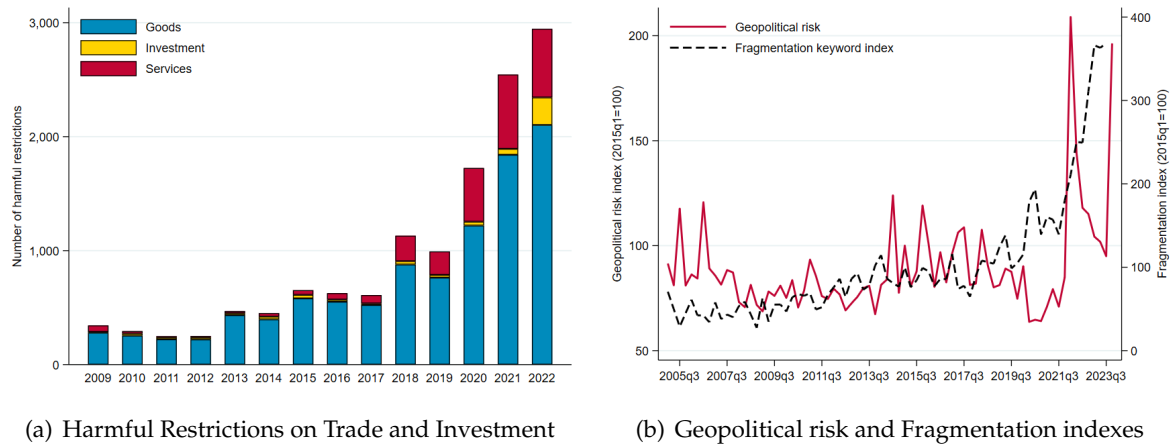 3,000
2,000
1,000
0
Number of harmful restrictions
Goods
Investment
Services
2009 2010 2011 2012 2013 2014 2015 2016 2017 2018 2019 2020 2021 2022
(a) Harmful Restrictions on Trade and Investment
200
150
100
50
Geopolitical risk index (2015q1=100)
Geopolitical risk
Fragmentation keyword index
400
300
200
100
0
Fragmentation index (2015q1=100)
2005q3 2007q3 2009q3 2011q3 2013q3 2015q3 2017q3 2019q3 2021q3 2023q3
(b) Geopolitical risk and Fragmentation indexes